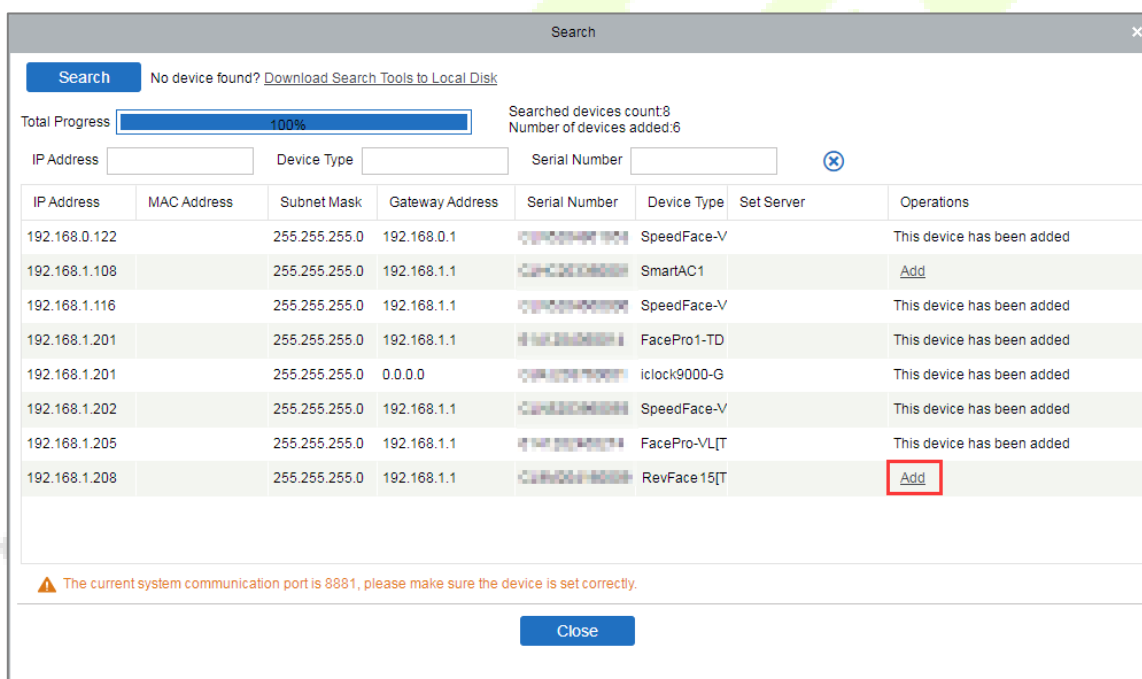 Search
Search No device found? Download Search Tools to Local Disk
Total Progress 100% Searched devices count:8
Number of devices added:6
IP Address Device Type Serial Number
IP Address MAC Address Subnet Mask Gateway Address Serial Number Device Type Set Server Operations
192.168.0.122 255.255.255.0 192.168.0.1 SpeedFace-V This device has been added
192.168.1.108 255.255.255.0 192.168.1.1 SmartAC1 Add
192.168.1.116 255.255.255.0 192.168.1.1 SpeedFace-V This device has been added
192.168.1.201 255.255.255.0 192.168.1.1 FacePro1-TD This device has been added
192.168.1.201 255.255.255.0 0.0.0.0 iclock9000-G This device has been added
192.168.1.202 255.255.255.0 192.168.1.1 SpeedFace-V This device has been added
192.168.1.205 255.255.255.0 192.168.1.1 FacePro-VL[T This device has been added
192.168.1.208 255.255.255.0 192.168.1.1 RevFace15[T Add
The current system communication port is 8881, please make sure the device is set correctly.
Close